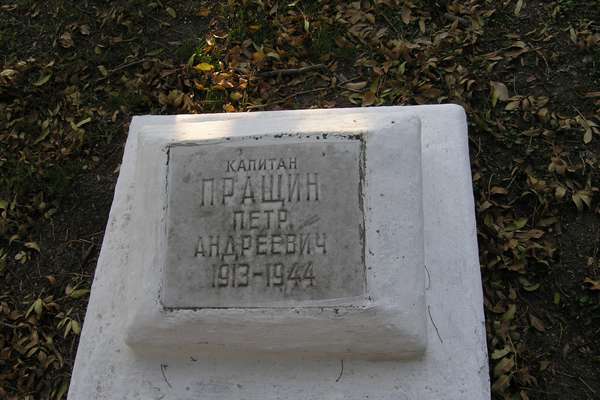 КАПИТАН
ПРАЩИН
ПЕТР
АНДРЕЕВИЧ
1913-1944